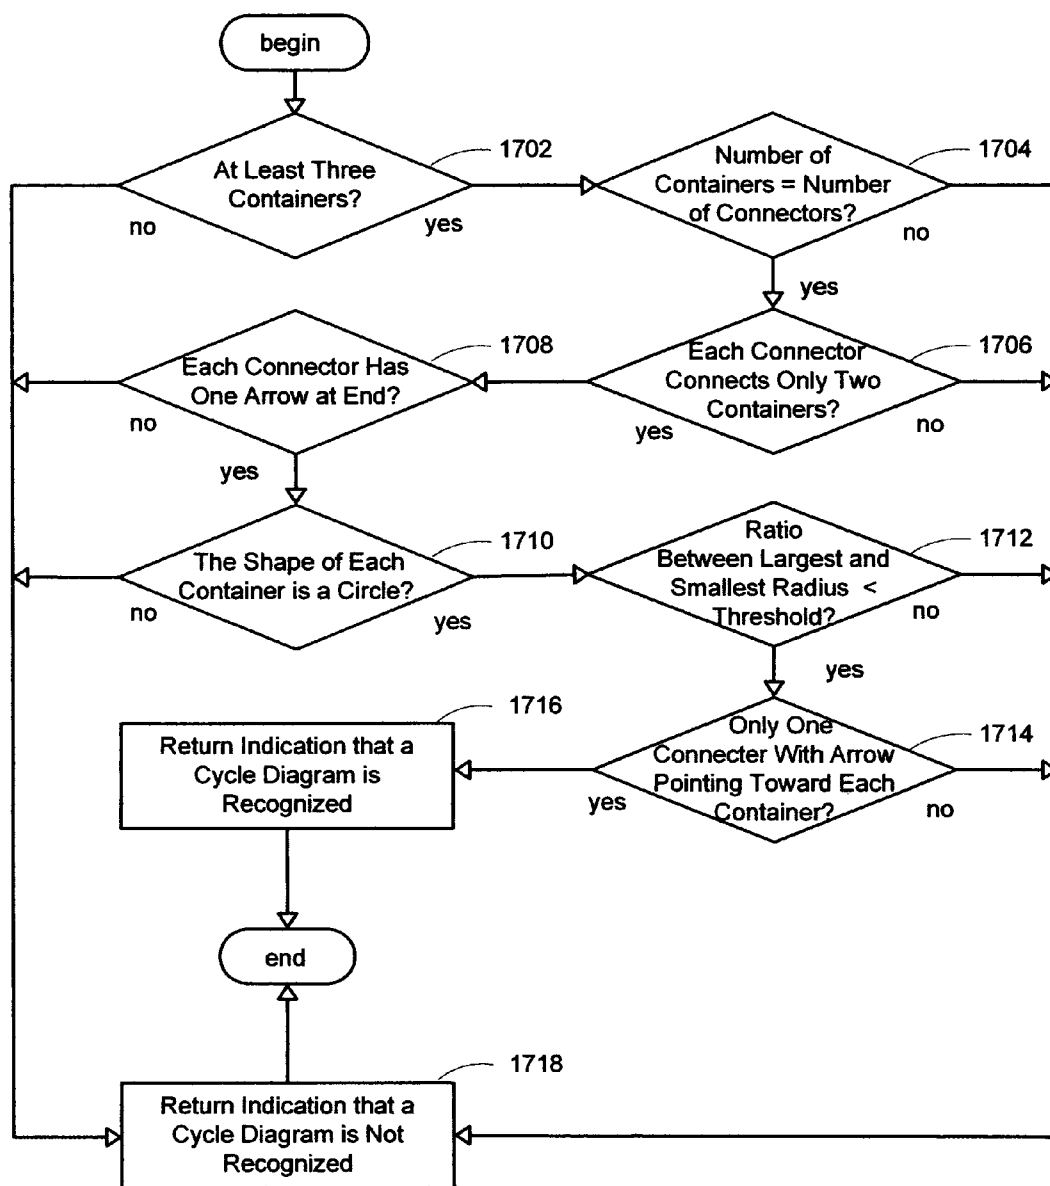 begin
At Least Three
Containers?
1702
no
yes
Number of
Containers = Number
of Connectors?
1704
no
yes
Each Connector Has
One Arrow at End?
1708
no
yes
Each Connector
Connects Only Two
Containers?
1706
yes
no
The Shape of Each
Container is a Circle?
1710
no
yes
Ratio
Between Largest and
Smallest Radius <
Threshold?
1712
no
yes
Return Indication that a
Cycle Diagram is
Recognized
1716
Only One
Connecter With Arrow
Pointing Toward Each
Container?
1714
yes
no
end
Return Indication that a
Cycle Diagram is Not
Recognized
1718